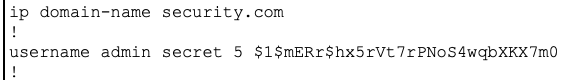 ip domain-name security.com
!
username admin secret 5 $1$mERr$hx5rVt7rPNoS4wqbXKX7m0
!